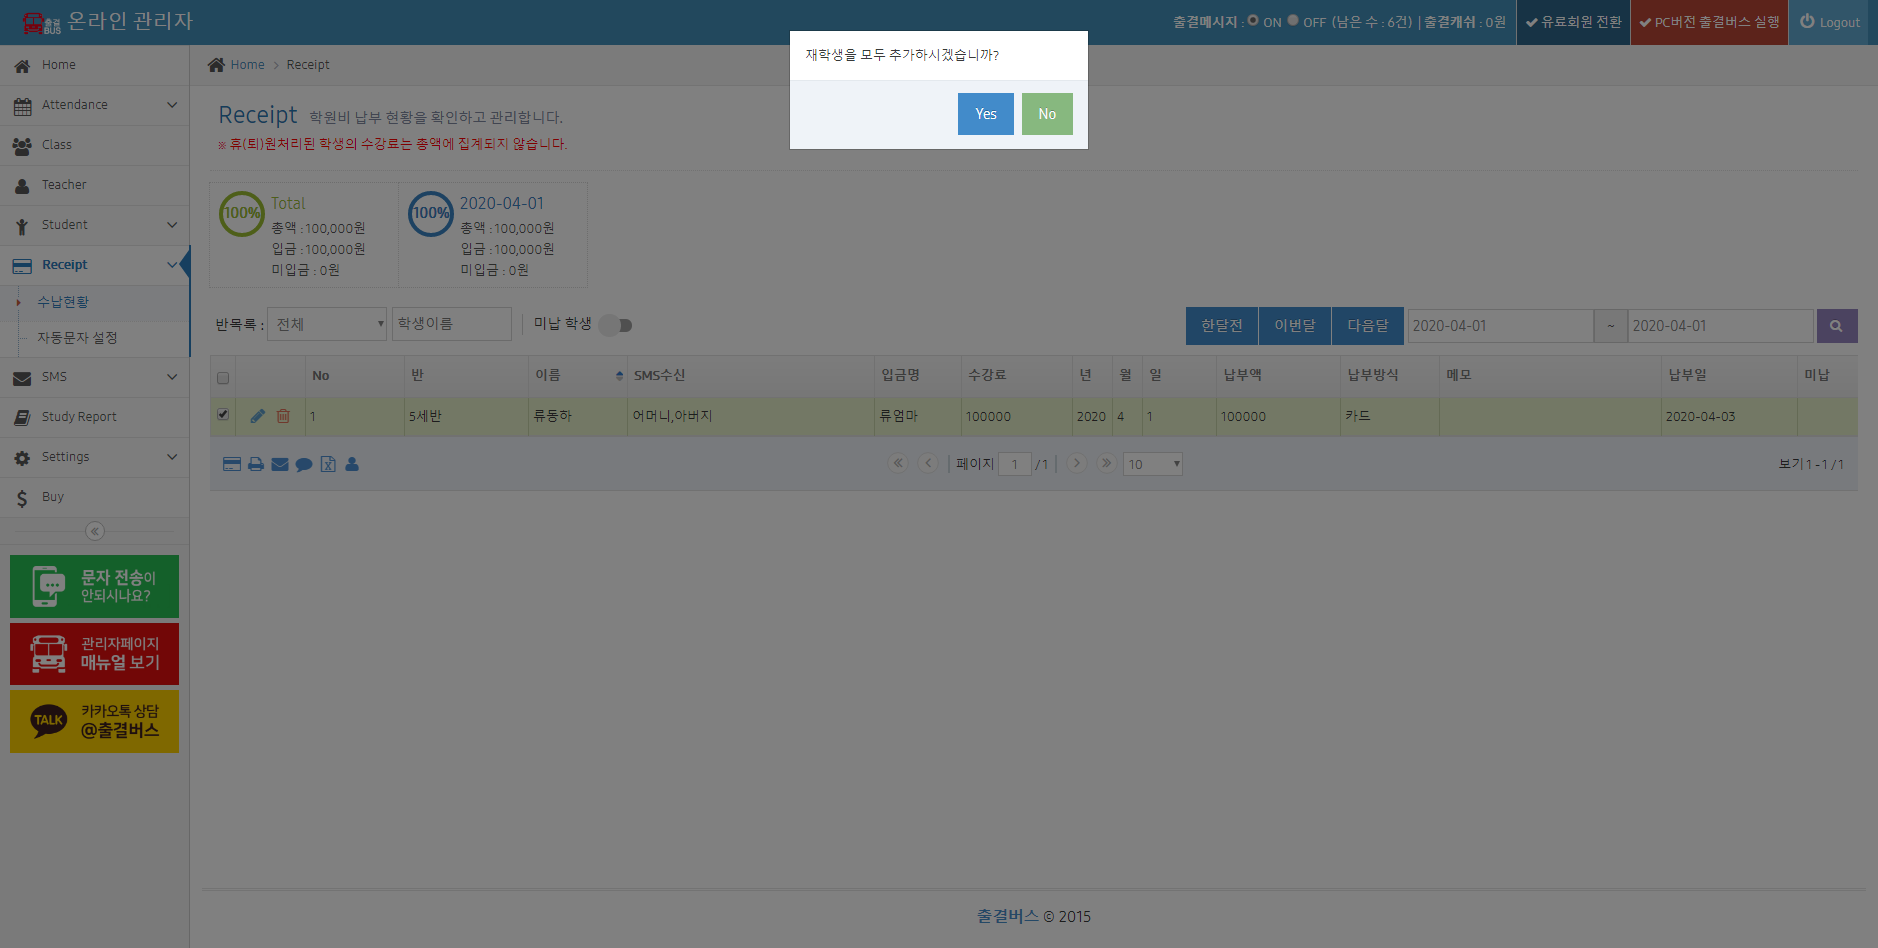 출결BUS 온라인 관리자
출결메시지 : ON OFF (남은 수 : 6건) | 출결캐쉬 : 0원
유료회원 전환
PC버전 출결버스 실행
Logout
재학생을 모두 추가하시겠습니까?
Yes No
Home
Attendance
Class
Teacher
Student
Receipt
수납현황
자동문자 설정
SMS
Study Report
Settings
Buy
문자 전송이
안되시나요?
관리자페이지
매뉴얼 보기
TALK
카카오톡 상담
@출결버스
Home > Receipt
Receipt 학원비 납부 현황을 확인하고 관리합니다.
※ 휴(퇴)원처리된 학생의 수강료는 총액에 집계되지 않습니다.
100% Total
총액 :100,000원
입금 :100,000원
미입금 : 0원
100% 2020-04-01
총액 :100,000원
입금 :100,000원
미입금 : 0원
반목록 : 전체 학생이름 미납 학생
한달전 이번달 다음달 2020-04-01 ~ 2020-04-01
No 반 이름 SMS수신 입금명 수강료 년 월 일 납부액 납부방식 메모 납부일 미납
1 5세반 류동하 어머니,아버지 류엄마 100000 2020 4 1 100000 카드 2020-04-03
페이지 1 / 1 10
보기 1 - 1 / 1
출결버스 © 2015